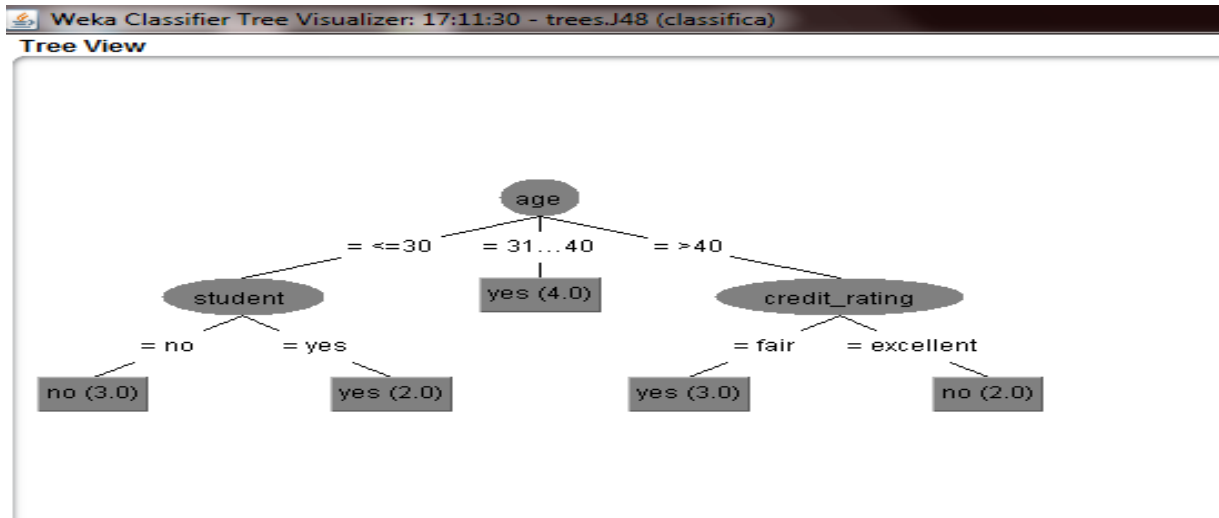 Weka Classifier Tree Visualizer: 17:11:30 - trees.J48 (classifica)
Tree View
age
= <=30 = 31...40 = >40
student yes (4.0) credit_rating
= no = yes = fair = excellent
no (3.0) yes (2.0) yes (3.0) no (2.0)